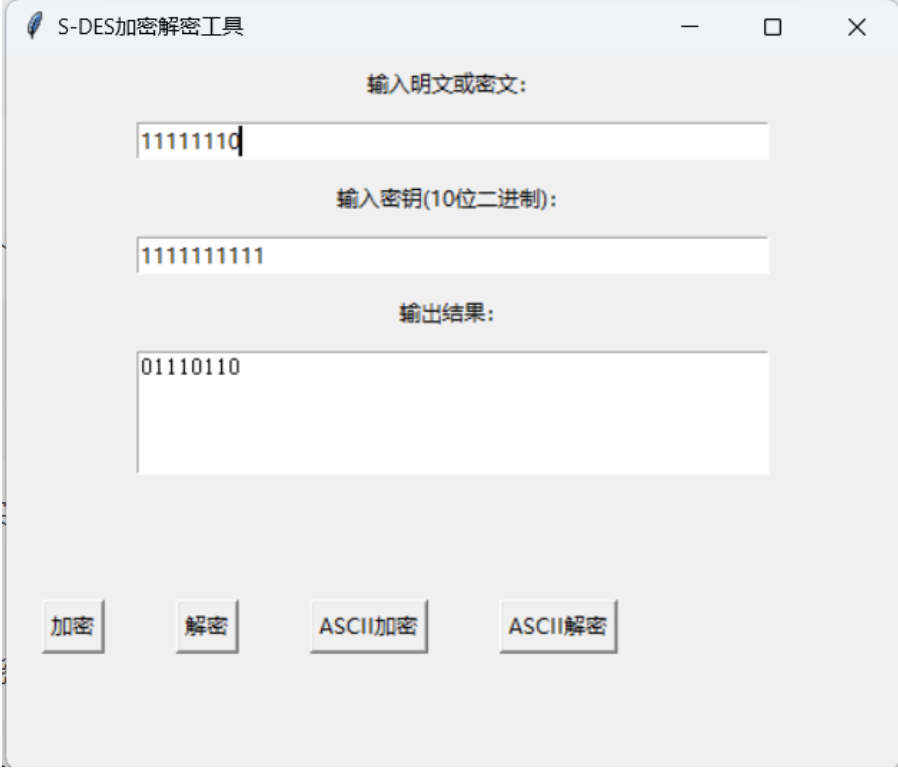 S-DES加密解密工具
输入明文或密文:
11111110
输入密钥(10位二进制):
1111111111
输出结果:
01110110
加密 解密 ASCII加密 ASCII解密